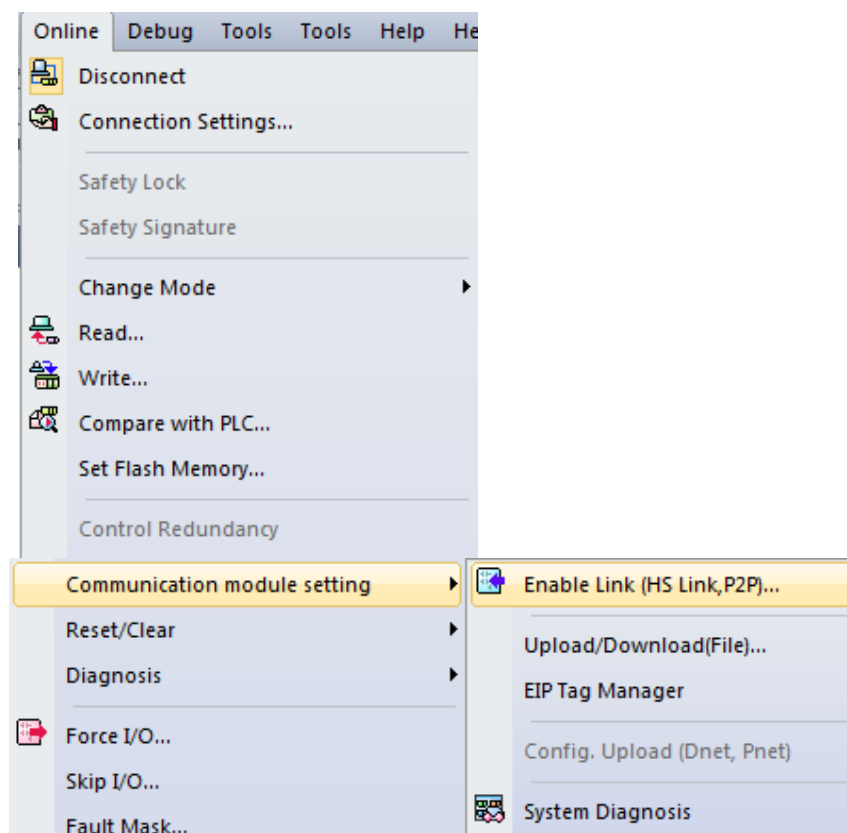 Online Debug Tools Tools Help He
Disconnect
Connection Settings...
Safety Lock
Safety Signature
Change Mode
Read...
Write...
Compare with PLC...
Set Flash Memory...
Control Redundancy
Communication module setting
Reset/Clear
Diagnosis
Force I/O...
Skip I/O...
Fault Mask...
Enable Link (HS Link,P2P)...
Upload/Download(File)...
EIP Tag Manager
Config. Upload (Dnet, Pnet)
System Diagnosis